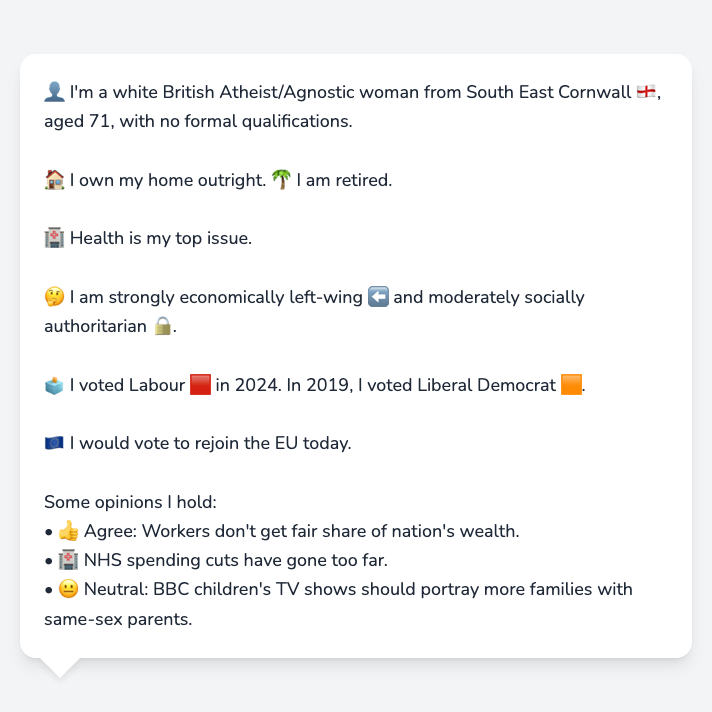 👤 I'm a white British Atheist/Agnostic woman from South East Cornwall 🏴󠁧󠁢󠁥󠁮󠁧󠁿,
aged 71, with no formal qualifications.
🏠 I own my home outright. 🌴 I am retired.
🏥 Health is my top issue.
🤔 I am strongly economically left-wing ⬅️ and moderately socially
authoritarian 🔒.
🗳️ I voted Labour 🟥 in 2024. In 2019, I voted Liberal Democrat 🟧.
🇪🇺 I would vote to rejoin the EU today.
Some opinions I hold:
• 👍 Agree: Workers don't get fair share of nation's wealth.
• 🏥 NHS spending cuts have gone too far.
• 😐 Neutral: BBC children's TV shows should portray more families with
same-sex parents.